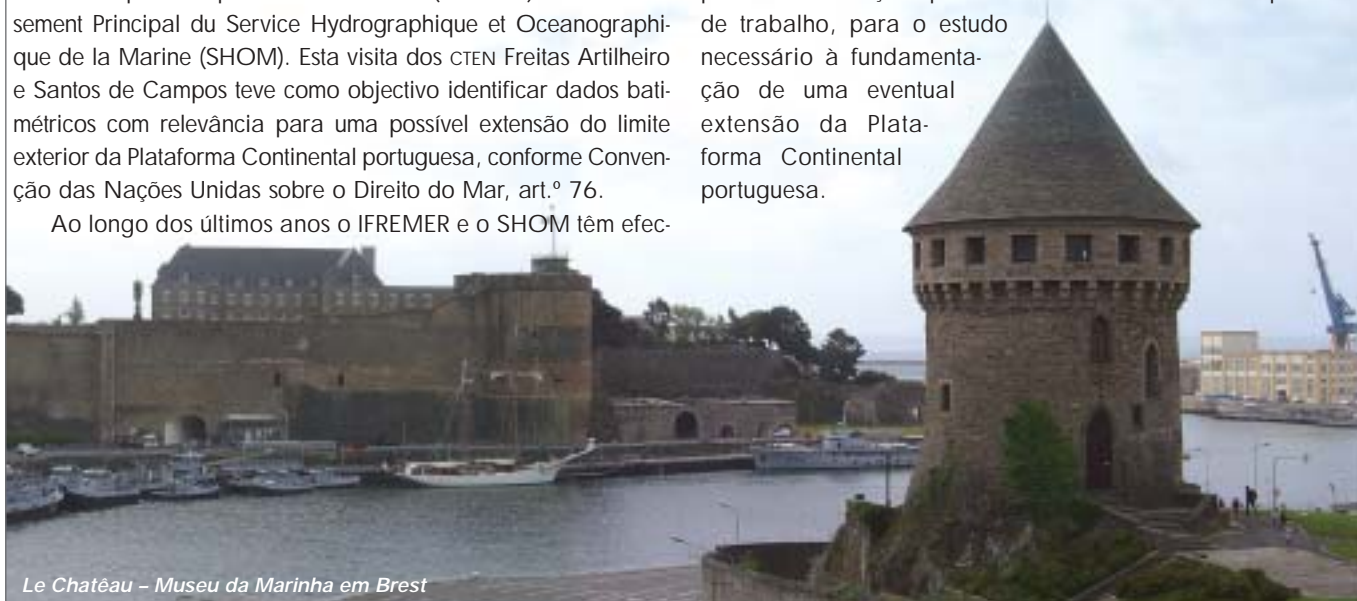 sement Principal du Service Hydrographique et Oceanographi-
que de la Marine (SHOM). Esta visita dos CTEN Freitas Artilheiro
e Santos de Campos teve como objectivo identificar dados bati-
métricos com relevância para uma possível extensão do limite
exterior da Plataforma Continental portuguesa, conforme Conven-
ção das Nações Unidas sobre o Direito do Mar, art.º 76.
Ao longo dos últimos anos o IFREMER e o SHOM têm efec-
de trabalho, para o estudo
necessário à fundamenta-
ção de uma eventual
extensão da Plata-
forma Continental
portuguesa.
Le Chatêau – Museu da Marinha em Brest